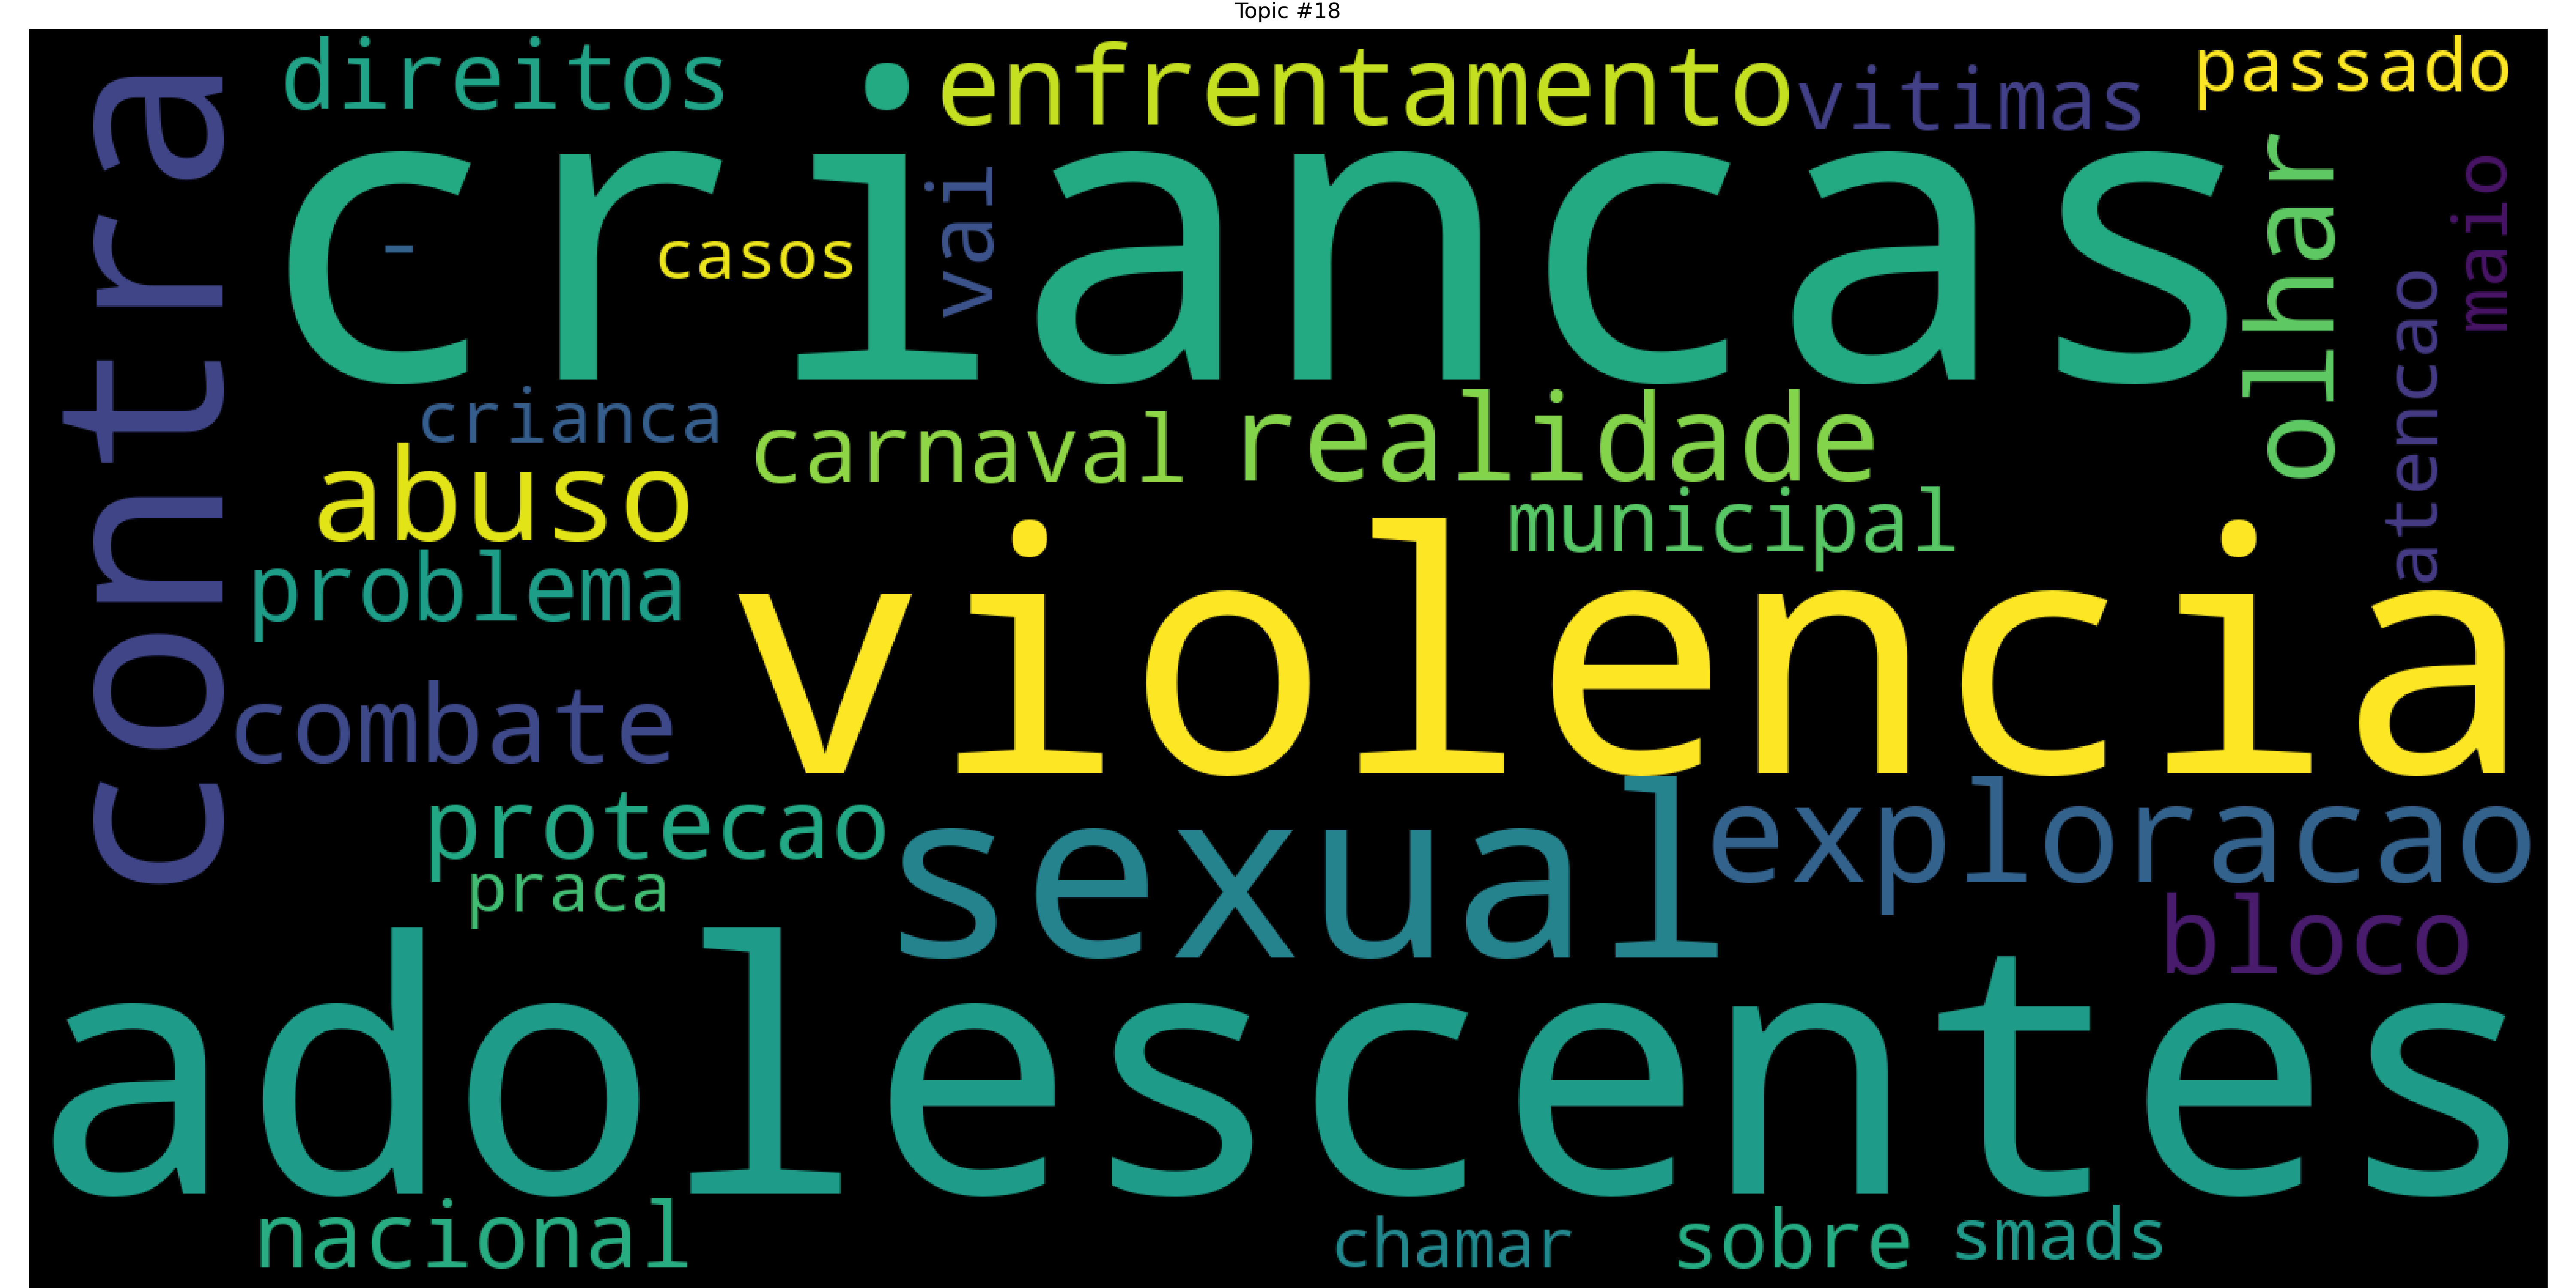 Topic #18
contra
direitos
enfrentamento
vitimas
passado
criancas
-
casos
vai
olhar
maio
atencao
crianca
carnaval
realidade
abuso
municipal
problema
violencia
combate
protecao
sexual
exploracao
praca
bloco
adolescentes
nacional
chamar
sobre
smads